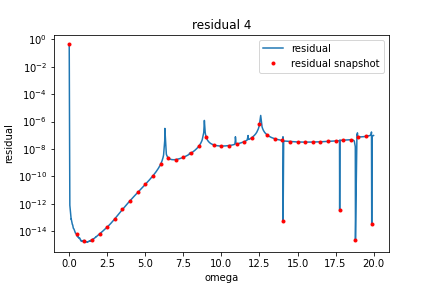 residual 4
residual
residual snapshot
10^0
10^-2
10^-4
10^-6
10^-8
10^-10
10^-12
10^-14
residual
0.0 2.5 5.0 7.5 10.0 12.5 15.0 17.5 20.0
omega